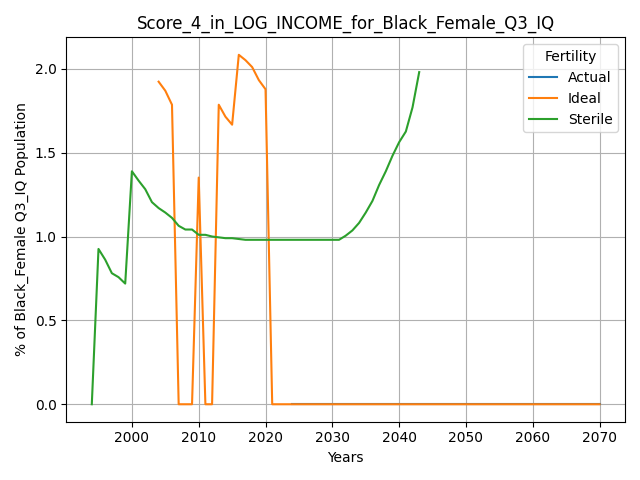 Score_4_in_LOG_INCOME_for_Black_Female_Q3_IQ
Fertility
Actual
Ideal
Sterile
% of Black_Female Q3_IQ Population
2.0
1.5
1.0
0.5
0.0
2000 2010 2020 2030 2040 2050 2060 2070
Years